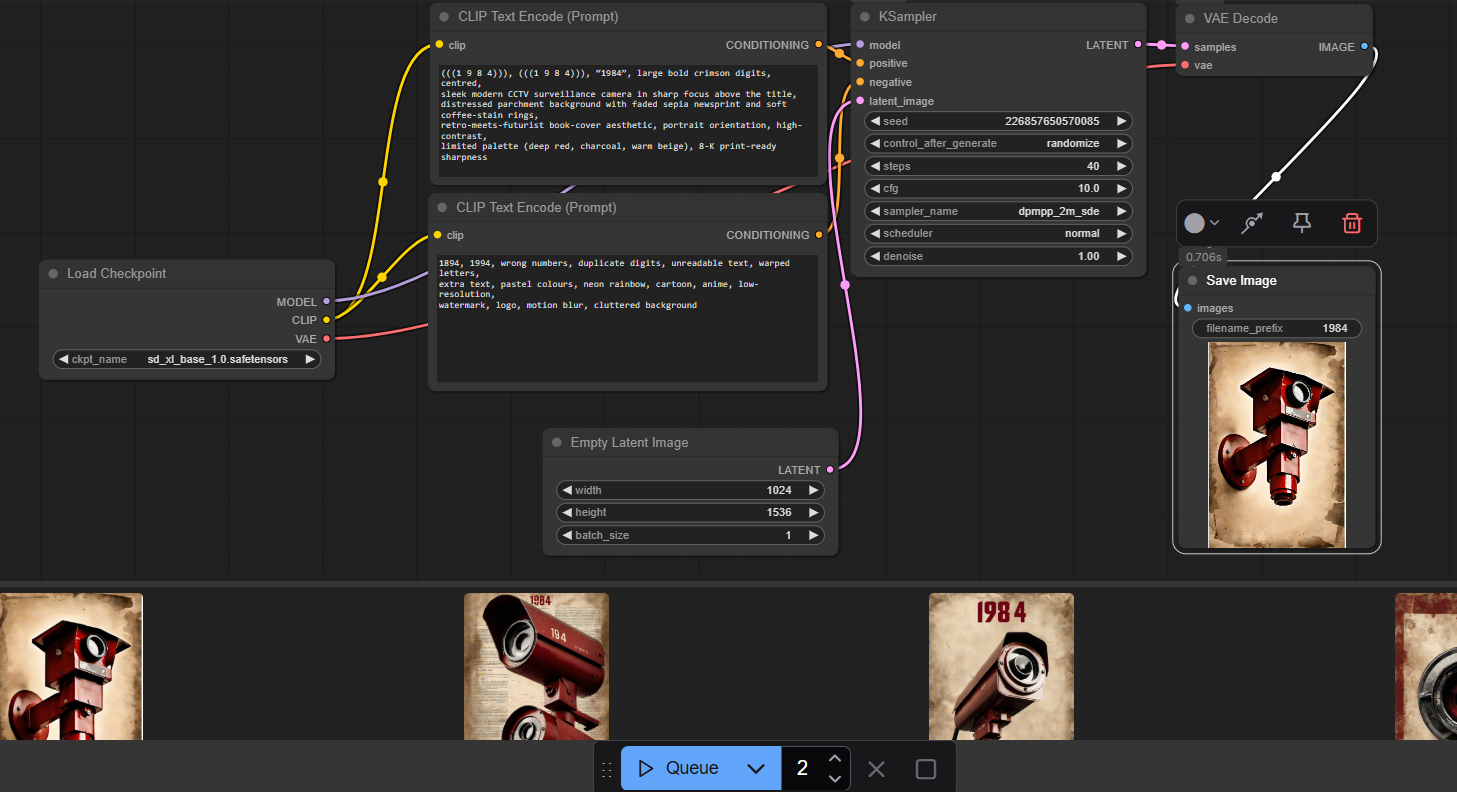 CLIP Text Encode (Prompt)
clip
CONDITIONING
(((1 9 8 4))), (((1 9 8 4))), “1984”, large bold crimson digits,
centred,
sleek modern CCTV surveillance camera in sharp focus above the title,
distressed parchment background with faded sepia newsprint and soft
coffee-stain rings,
retro-meets-futurist book-cover aesthetic, portrait orientation, high-
contrast,
limited palette (deep red, charcoal, warm beige), 8-K print-ready
sharpness
CLIP Text Encode (Prompt)
clip
CONDITIONING
1894, 1994, wrong numbers, duplicate digits, unreadable text, warped
letters,
extra text, pastel colours, neon rainbow, cartoon, anime, low-
resolution,
watermark, logo, motion blur, cluttered background
Load Checkpoint
MODEL
CLIP
VAE
ckpt_name sd_xl_base_1.0.safetensors
Empty Latent Image
LATENT
width 1024
height 1536
batch_size 1
KSampler
model
LATENT
positive
negative
latent_image
seed 226857650570085
control_after_generate randomize
steps 40
cfg 10.0
sampler_name dpmpp_2m_sde
scheduler normal
denoise 1.00
VAE Decode
samples
IMAGE
vae
0.706s
Save Image
images
filename_prefix 1984
1984
194
1984
Queue
2